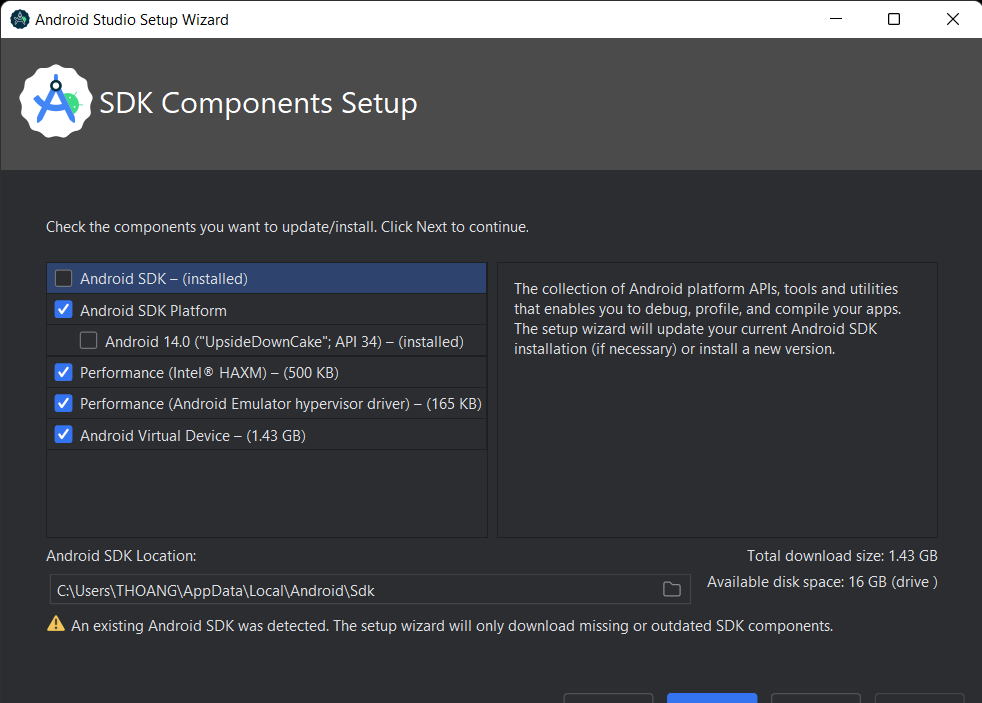 Android Studio Setup Wizard
SDK Components Setup
Check the components you want to update/install. Click Next to continue.
Android SDK – (installed)
Android SDK Platform
Android 14.0 ("UpsideDownCake"; API 34) – (installed)
Performance (Intel® HAXM) – (500 KB)
Performance (Android Emulator hypervisor driver) – (165 KB)
Android Virtual Device – (1.43 GB)
The collection of Android platform APIs, tools and utilities
that enables you to debug, profile, and compile your apps.
The setup wizard will update your current Android SDK
installation (if necessary) or install a new version.
Android SDK Location:
Total download size: 1.43 GB
C:\Users\THOANG\AppData\Local\Android\Sdk
Available disk space: 16 GB (drive )
An existing Android SDK was detected. The setup wizard will only download missing or outdated SDK components.